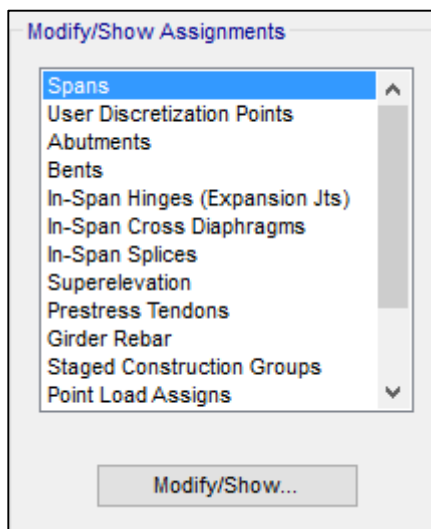 Modify/Show Assignments
Spans
User Discretization Points
Abutments
Bents
In-Span Hinges (Expansion Jts)
In-Span Cross Diaphragms
In-Span Splices
Superelevation
Prestress Tendons
Girder Rebar
Staged Construction Groups
Point Load Assigns
Modify/Show...